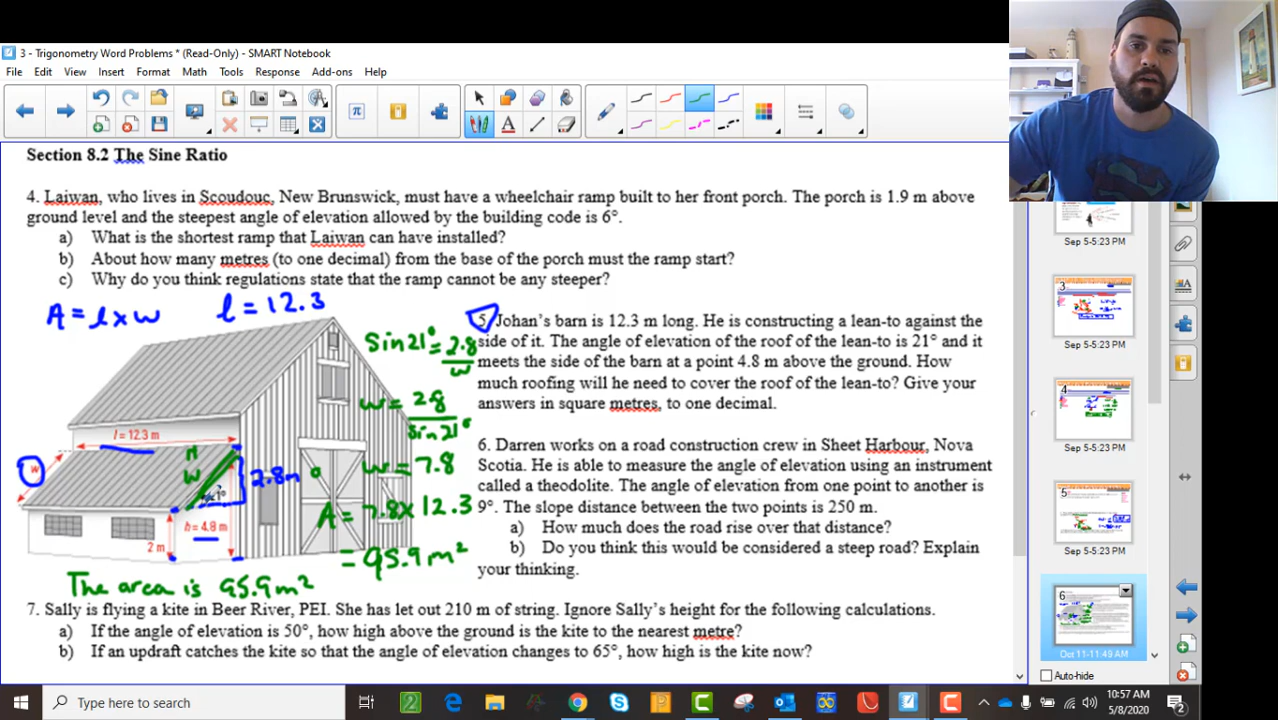 3 - Trigonometry Word Problems * (Read-Only) - SMART Notebook
File Edit View Insert Format Math Tools Response Add-ons Help
Section 8.2 The Sine Ratio
4. Laiwan, who lives in Scoudouc, New Brunswick, must have a wheelchair ramp built to her front porch. The porch is 1.9 m above
ground level and the steepest angle of elevation allowed by the building code is 6°.
a) What is the shortest ramp that Laiwan can have installed?
b) About how many metres (to one decimal) from the base of the porch must the ramp start?
c) Why do you think regulations state that the ramp cannot be any steeper?
A = l x w
l = 12.3
l = 12.3 m
w
H
W
2.8m
h = 4.8 m
2 m
Sin21° = 2.8
w
w = 2.8
Sin21°
w = 7.8
A = 7.8 x 12.3
= 95.9m²
The area is 95.9m²
5. Johan's barn is 12.3 m long. He is constructing a lean-to against the
side of it. The angle of elevation of the roof of the lean-to is 21° and it
meets the side of the barn at a point 4.8 m above the ground. How
much roofing will he need to cover the roof of the lean-to? Give your
answers in square metres, to one decimal.
6. Darren works on a road construction crew in Sheet Harbour, Nova
Scotia. He is able to measure the angle of elevation using an instrument
called a theodolite. The angle of elevation from one point to another is
9°. The slope distance between the two points is 250 m.
a) How much does the road rise over that distance?
b) Do you think this would be considered a steep road? Explain
your thinking.
7. Sally is flying a kite in Beer River, PEI. She has let out 210 m of string. Ignore Sally's height for the following calculations.
a) If the angle of elevation is 50°, how high above the ground is the kite to the nearest metre?
b) If an updraft catches the kite so that the angle of elevation changes to 65°, how high is the kite now?
Sep 5-5:23 PM
3
Sep 5-5:23 PM
4
Sep 5-5:23 PM
5
Sep 5-5:23 PM
6
Oct 11-11:49 AM
Auto-hide
Type here to search
10:57 AM
5/8/2020
2